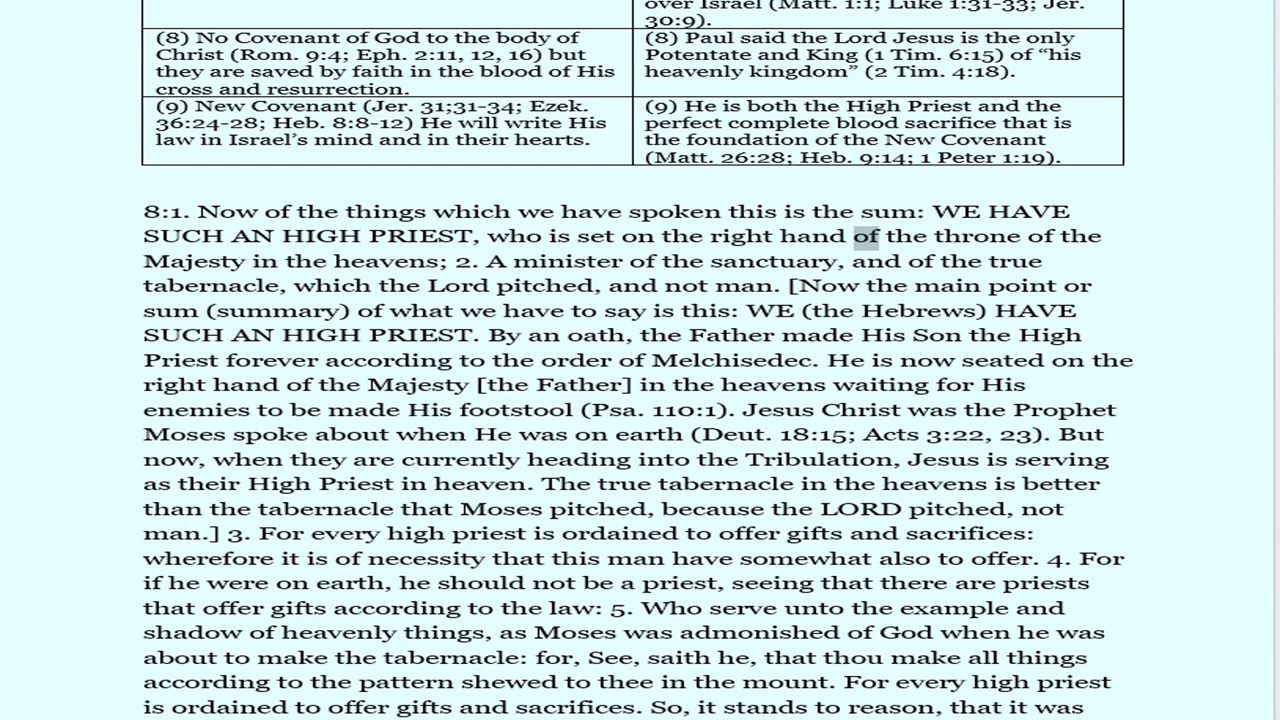 over Israel (Matt. 1:1; Luke 1:31-33; Jer.
30:9).
(8) No Covenant of God to the body of
Christ (Rom. 9:4; Eph. 2:11, 12, 16) but
they are saved by faith in the blood of His
cross and resurrection.
(8) Paul said the Lord Jesus is the only
Potentate and King (1 Tim. 6:15) of “his
heavenly kingdom” (2 Tim. 4:18).
(9) New Covenant (Jer. 31;31-34; Ezek.
36:24-28; Heb. 8:8-12) He will write His
law in Israel’s mind and in their hearts.
(9) He is both the High Priest and the
perfect complete blood sacrifice that is
the foundation of the New Covenant
(Matt. 26:28; Heb. 9:14; 1 Peter 1:19).
8:1. Now of the things which we have spoken this is the sum: WE HAVE
SUCH AN HIGH PRIEST, who is set on the right hand of the throne of the
Majesty in the heavens; 2. A minister of the sanctuary, and of the true
tabernacle, which the Lord pitched, and not man. [Now the main point or
sum (summary) of what we have to say is this: WE (the Hebrews) HAVE
SUCH AN HIGH PRIEST. By an oath, the Father made His Son the High
Priest forever according to the order of Melchisedec. He is now seated on the
right hand of the Majesty [the Father] in the heavens waiting for His
enemies to be made His footstool (Psa. 110:1). Jesus Christ was the Prophet
Moses spoke about when He was on earth (Deut. 18:15; Acts 3:22, 23). But
now, when they are currently heading into the Tribulation, Jesus is serving
as their High Priest in heaven. The true tabernacle in the heavens is better
than the tabernacle that Moses pitched, because the LORD pitched, not
man.] 3. For every high priest is ordained to offer gifts and sacrifices:
wherefore it is of necessity that this man have somewhat also to offer. 4. For
if he were on earth, he should not be a priest, seeing that there are priests
that offer gifts according to the law: 5. Who serve unto the example and
shadow of heavenly things, as Moses was admonished of God when he was
about to make the tabernacle: for, See, saith he, that thou make all things
according to the pattern shewed to thee in the mount. For every high priest
is ordained to offer gifts and sacrifices. So, it stands to reason, that it was